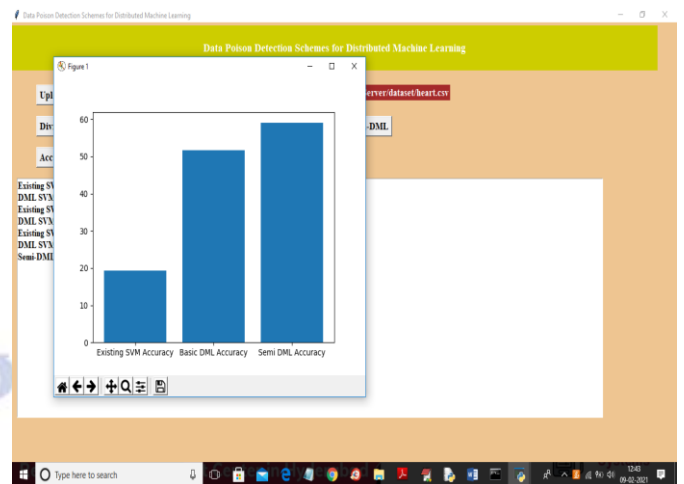 Data Poison Detection Schemes for Distributed Machine Learning
Data Poison Detection Schemes for Distributed Machine Learning
Figure 1
Upl
erver/dataset/heart.csv
Div
-DML
Acc
Existing SV
DML SVM
Existing SV
DML SVM
Existing SV
DML SVM
Semi-DML
60
50
40
30
20
10
0
Existing SVM Accuracy Basic DML Accuracy Semi DML Accuracy
Type here to search
12:43
09-02-2021